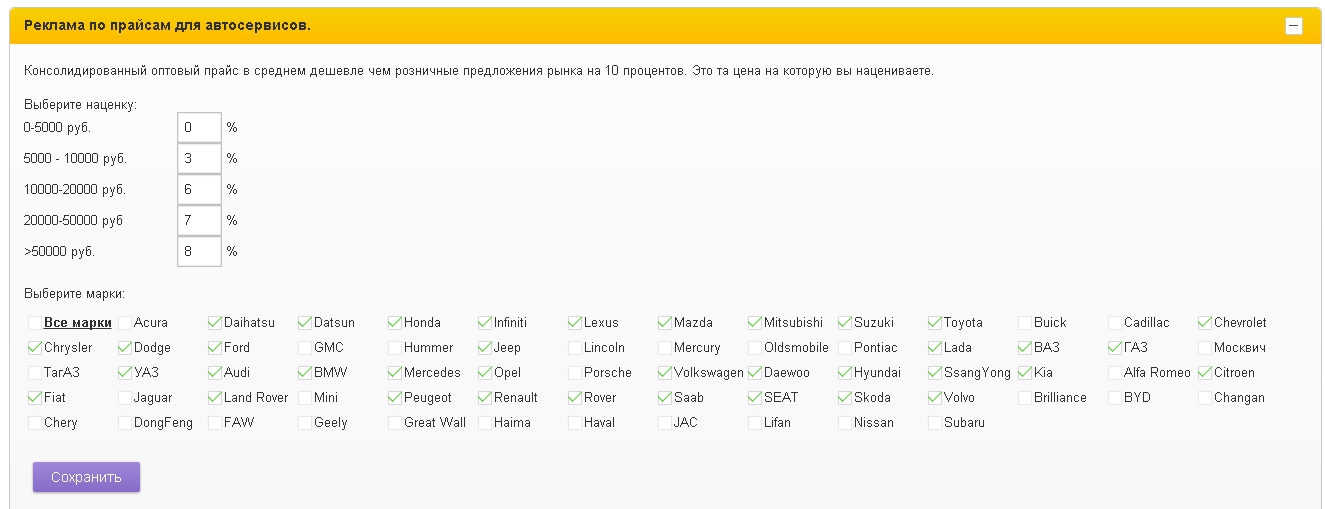 Реклама по прайсам для автосервисов.
Консолидированный оптовый прайс в среднем дешевле чем розничные предложения рынка на 10 процентов. Это та цена на которую вы нацениваете.
Выберите наценку:
0-5000 руб. 0 %
5000 - 10000 руб. 3 %
10000-20000 руб. 6 %
20000-50000 руб 7 %
>50000 руб. 8 %
Выберите марки:
Все марки Acura Daihatsu Datsun Honda Infiniti Lexus Mazda Mitsubishi Suzuki Toyota Buick Cadillac Chevrolet
Chrysler Dodge Ford GMC Hummer Jeep Lincoln Mercury Oldsmobile Pontiac Lada ВАЗ ГАЗ Москвич
ТагАЗ УАЗ Audi BMW Mercedes Opel Porsche Volkswagen Daewoo Hyundai SsangYong Kia Alfa Romeo Citroen
Fiat Jaguar Land Rover Mini Peugeot Renault Rover Saab SEAT Skoda Volvo Brilliance BYD Changan
Chery DongFeng FAW Geely Great Wall Haima Haval JAC Lifan Nissan Subaru
Сохранить